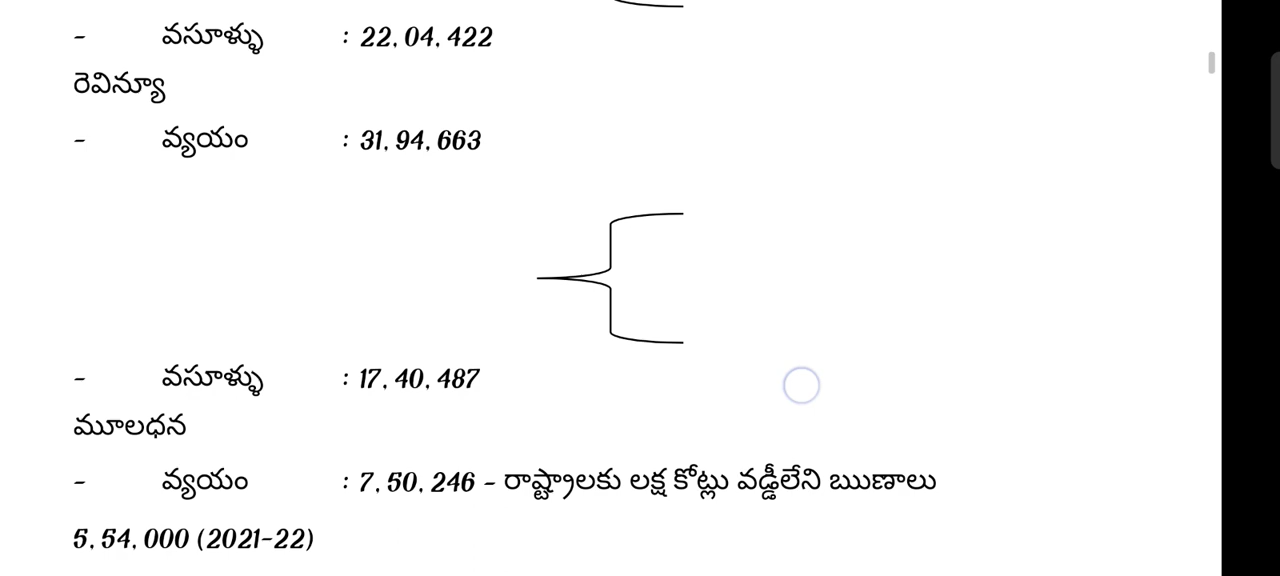 - వసూళ్ళు : 22,04,422
రెవిన్యూ
- వ్యయం : 31,94,663
- వసూళ్ళు : 17,40,487
మూలధన
- వ్యయం : 7,50,246 - రాష్ట్రాలకు లక్ష కోట్లు వడ్డీలేని ఋణాలు
5,54,000 (2021-22)